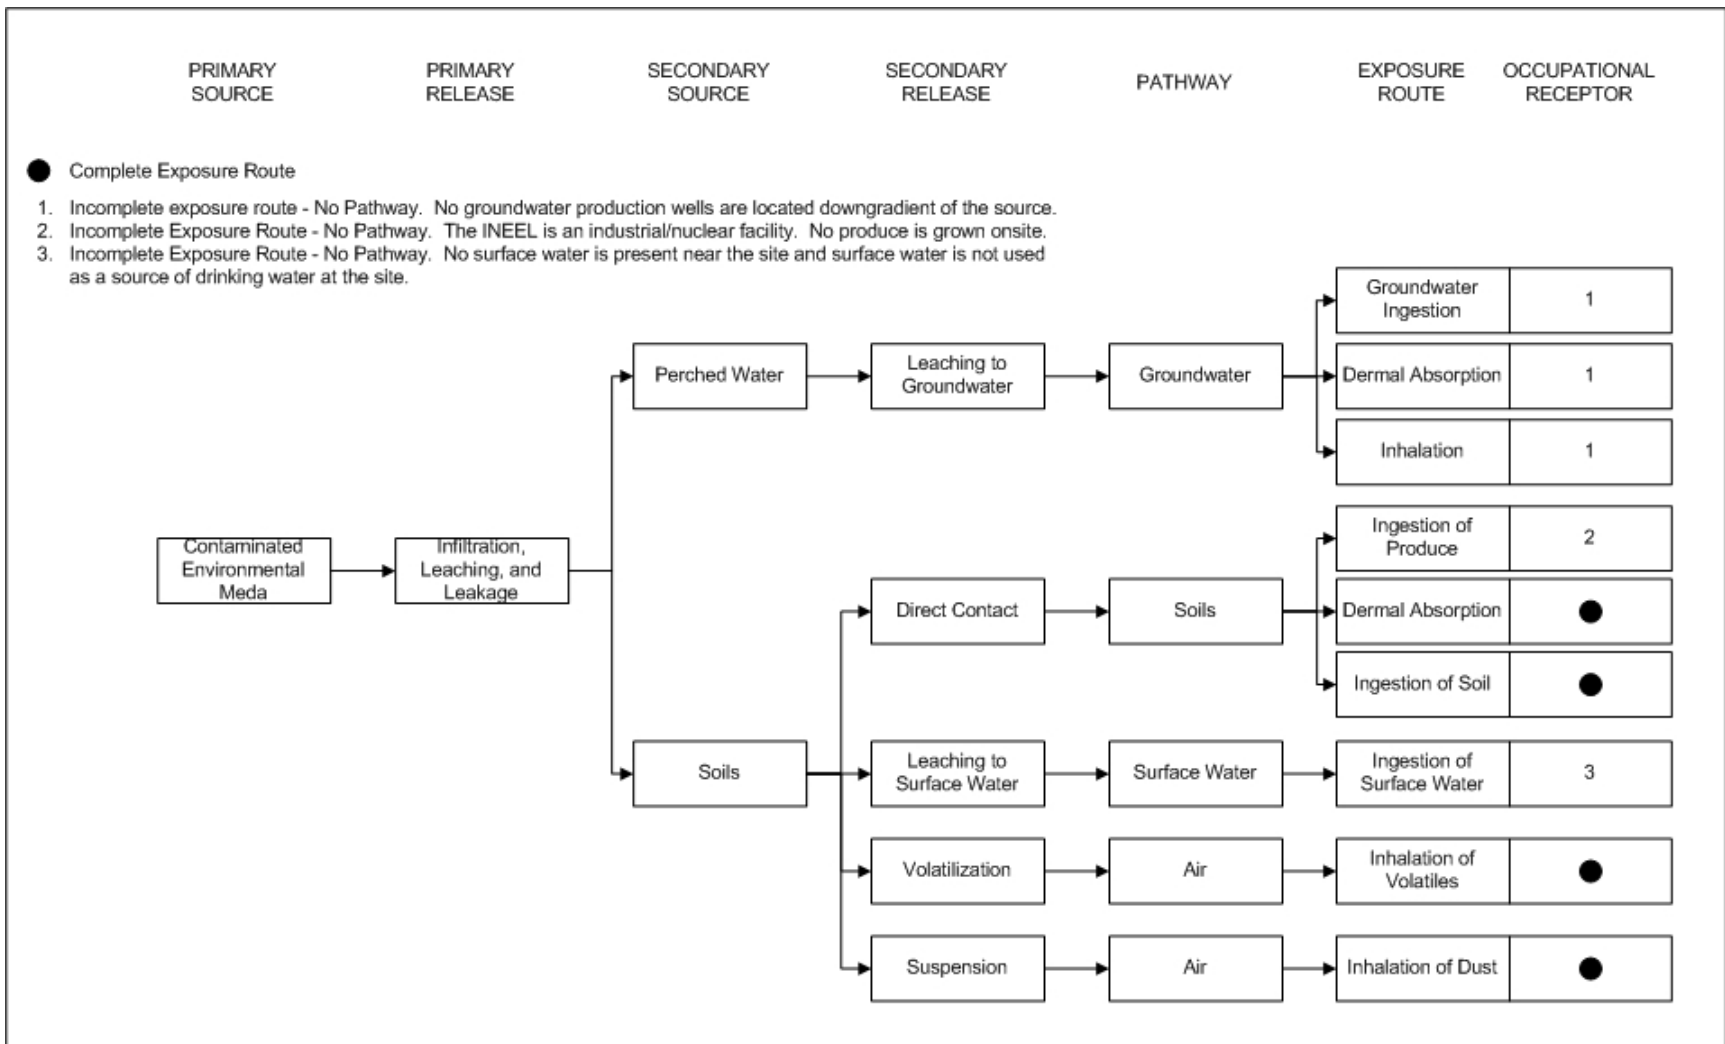 PRIMARY
SOURCE
PRIMARY
RELEASE
SECONDARY
SOURCE
SECONDARY
RELEASE
PATHWAY
EXPOSURE
ROUTE
OCCUPATIONAL
RECEPTOR
Complete Exposure Route
1. Incomplete exposure route - No Pathway. No groundwater production wells are located downgradient of the source.
2. Incomplete Exposure Route - No Pathway. The INEEL is an industrial/nuclear facility. No produce is grown onsite.
3. Incomplete Exposure Route - No Pathway. No surface water is present near the site and surface water is not used
as a source of drinking water at the site.
Groundwater
Ingestion
1
Perched Water
Leaching to
Groundwater
Groundwater
Dermal Absorption
1
Inhalation
1
Ingestion of
Produce
2
Contaminated
Environmental
Meda
Infiltration,
Leaching, and
Leakage
Direct Contact
Soils
Dermal Absorption
Ingestion of Soil
Soils
Leaching to
Surface Water
Surface Water
Ingestion of
Surface Water
3
Volatilization
Air
Inhalation of
Volatiles
Suspension
Air
Inhalation of Dust